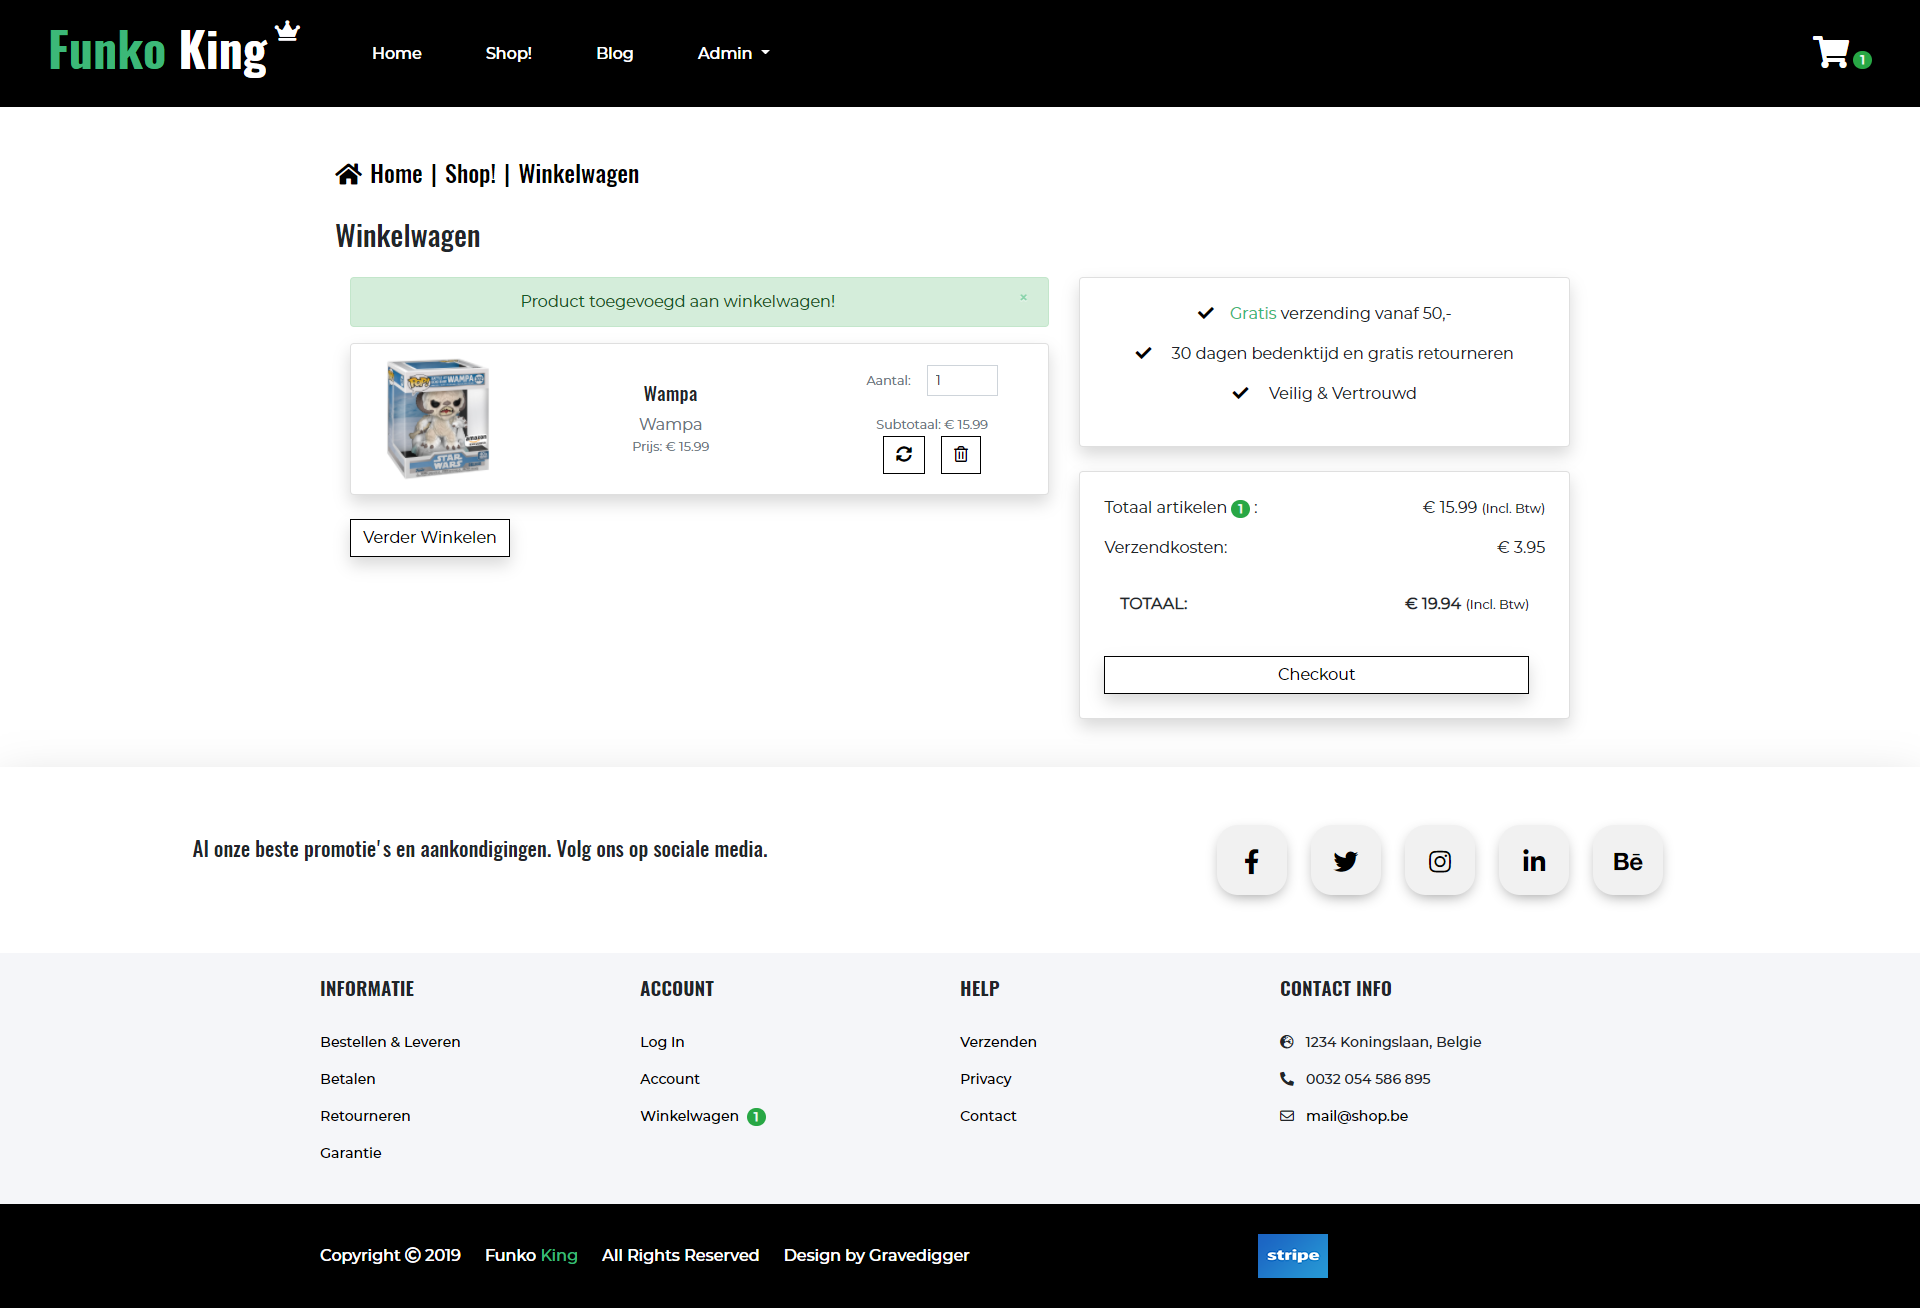 Funko King
Home
Shop!
Blog
Admin
1
Home | Shop! | Winkelwagen
Winkelwagen
Product toegevoegd aan winkelwagen!
×
POP!
WAMPA
amazon
STAR WARS
Wampa
Wampa
Prijs: € 15.99
Aantal: 1
Subtotaal: € 15.99
Verder Winkelen
Gratis verzending vanaf 50,-
30 dagen bedenktijd en gratis retourneren
Veilig & Vertrouwd
Totaal artikelen 1 : € 15.99 (Incl. Btw)
Verzendkosten: € 3.95
TOTAAL: € 19.94 (Incl. Btw)
Checkout
Al onze beste promotie's en aankondigingen. Volg ons op sociale media.
Bē
INFORMATIE
Bestellen & Leveren
Betalen
Retourneren
Garantie
ACCOUNT
Log In
Account
Winkelwagen 1
HELP
Verzenden
Privacy
Contact
CONTACT INFO
1234 Koningslaan, Belgie
0032 054 586 895
mail@shop.be
Copyright © 2019 Funko King All Rights Reserved Design by Gravedigger
stripe